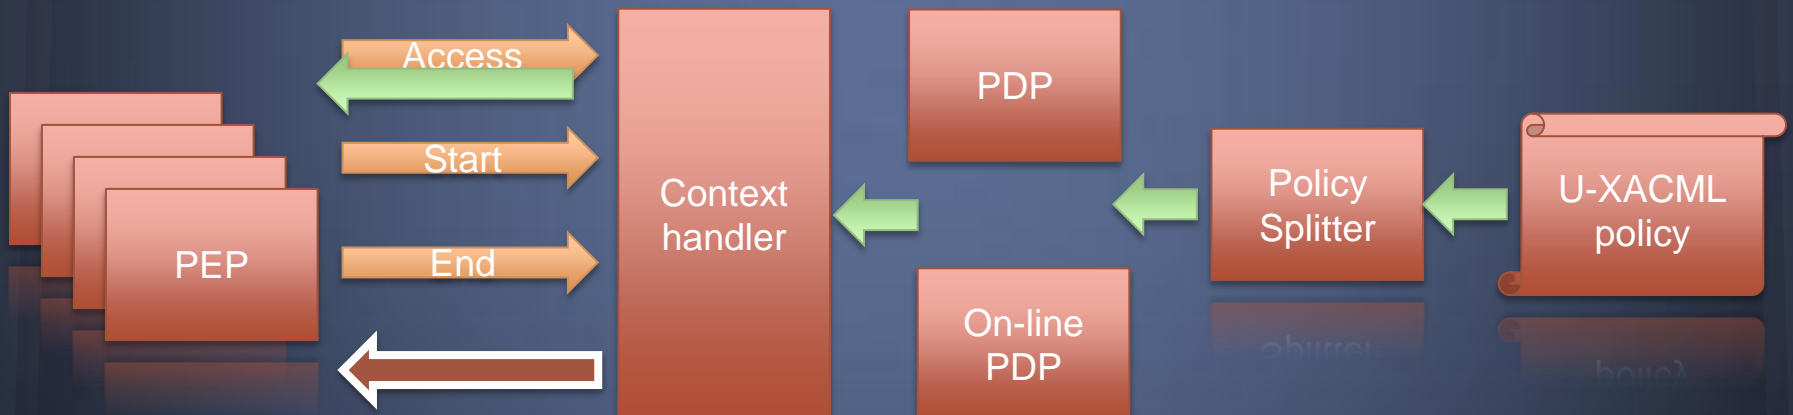 Access
PDP
Start
Policy
Splitter
U-XACML
policy
Context
handler
PEP
End
On-line
PDP